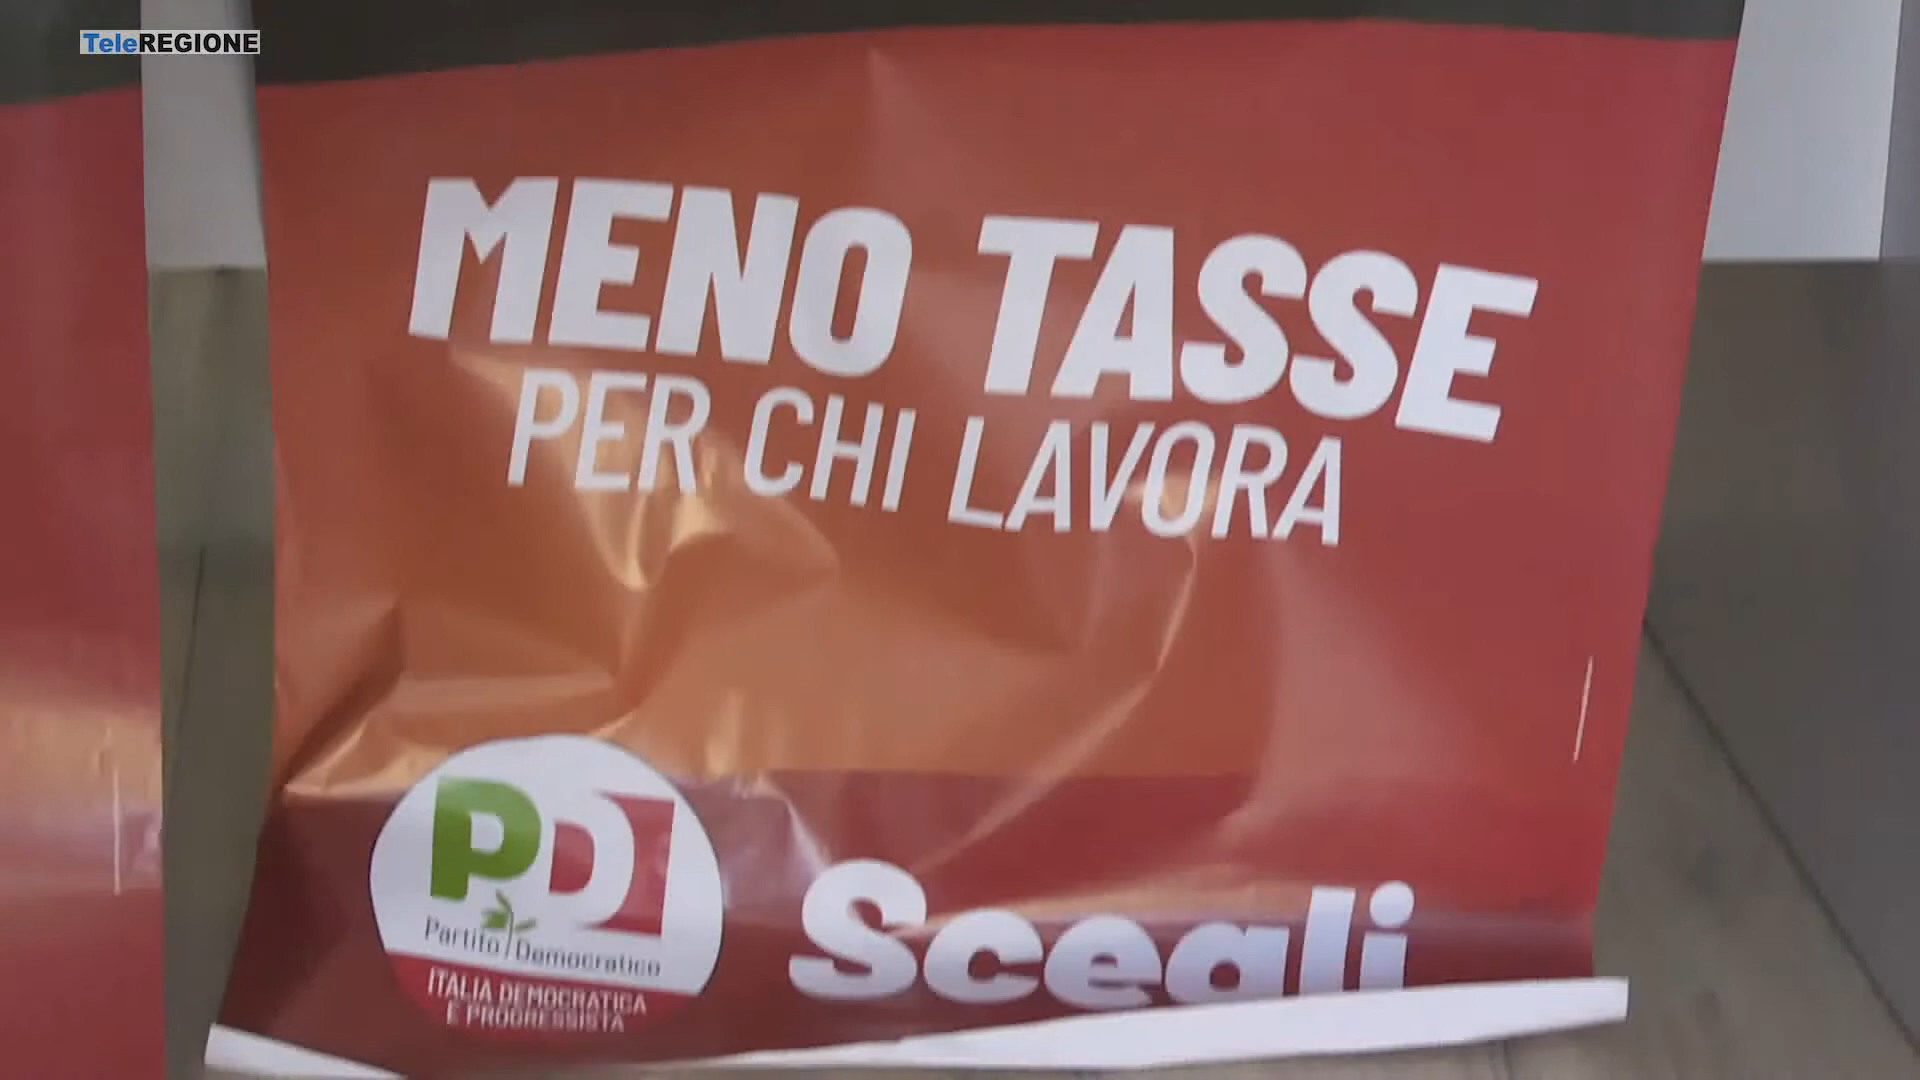 TeleREGIONE
MENO TASSE
PER CHI LAVORA
PD
Partito Democratico
ITALIA DEMOCRATICA
E PROGRESSISTA
Scegli